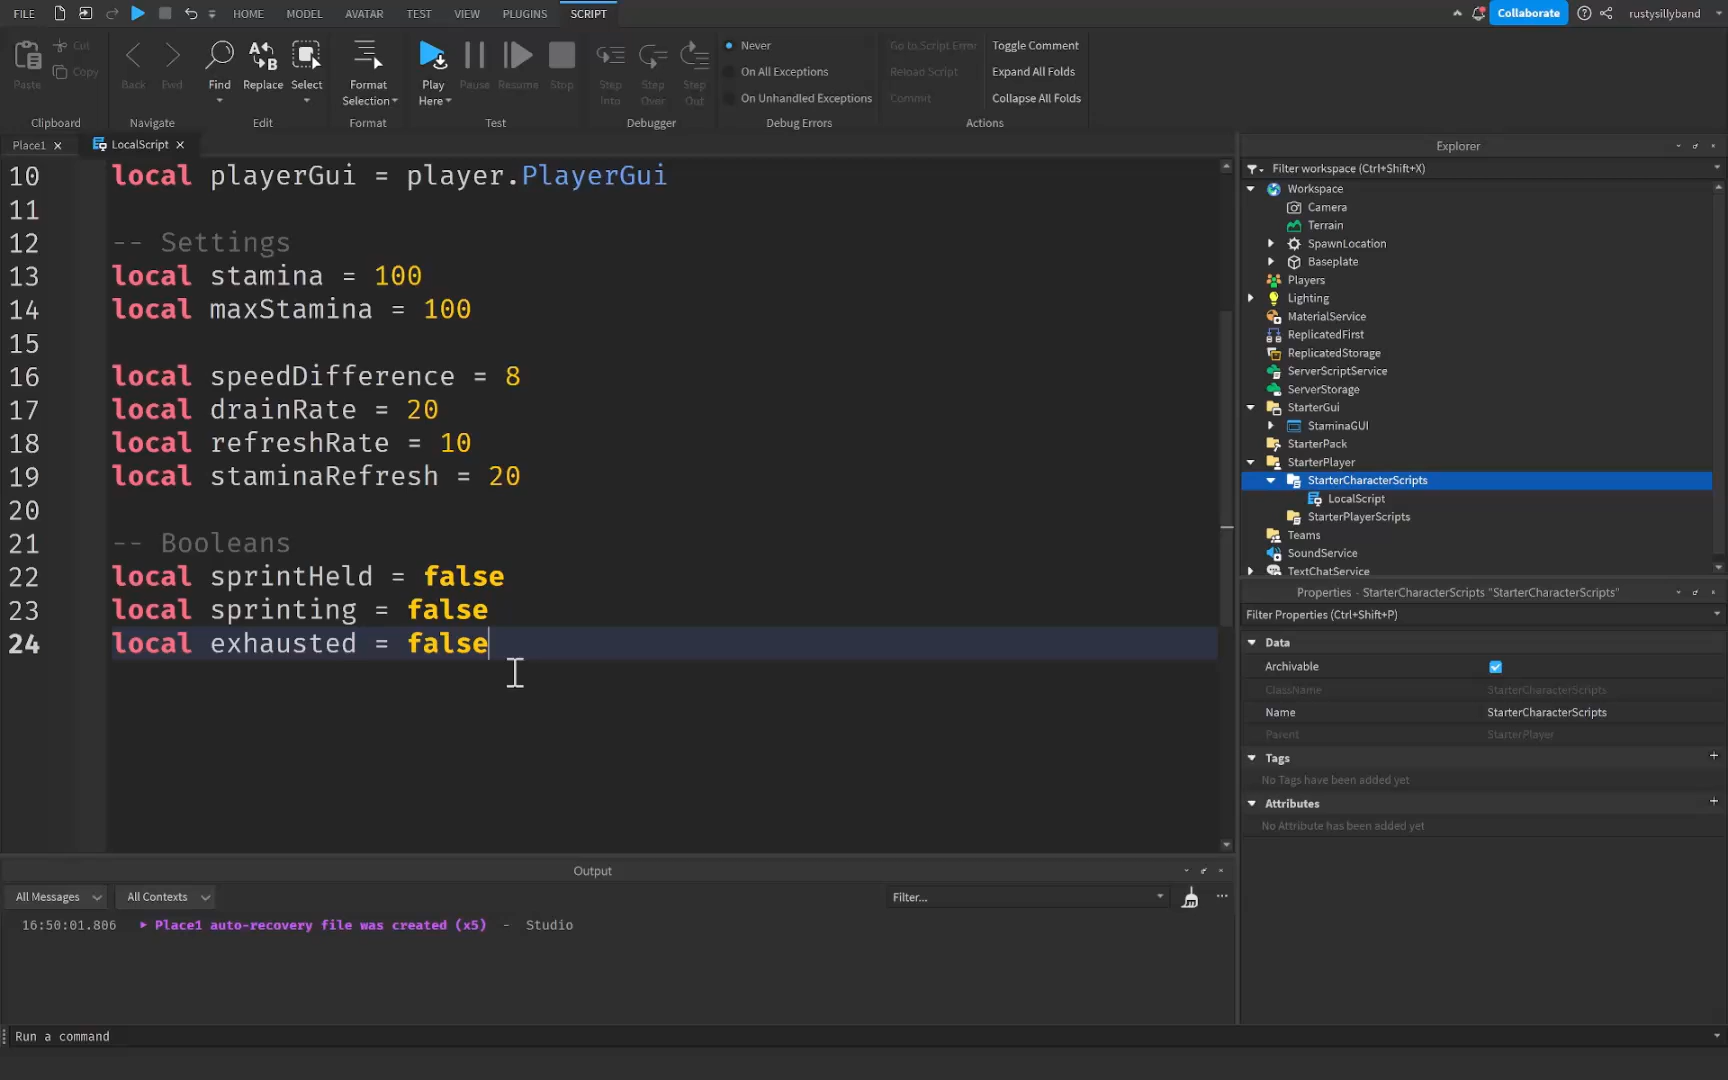 FILE HOME MODEL AVATAR TEST VIEW PLUGINS SCRIPT Collaborate rustysillyband
Paste Cut Copy
Back Fwd
Find Replace Select
Format Selection
Play Here Pause Resume Stop
Step Into Step Over Step Out
Never
On All Exceptions
On Unhandled Exceptions
Go to Script Error
Reload Script
Commit
Toggle Comment
Expand All Folds
Collapse All Folds
Clipboard Navigate Edit Format Test Debugger Debug Errors Actions
Place1 LocalScript
10 local playerGui = player.PlayerGui
11
12 -- Settings
13 local stamina = 100
14 local maxStamina = 100
15
16 local speedDifference = 8
17 local drainRate = 20
18 local refreshRate = 10
19 local staminaRefresh = 20
20
21 -- Booleans
22 local sprintHeld = false
23 local sprinting = false
24 local exhausted = false
Explorer
Filter workspace (Ctrl+Shift+X)
Workspace
Camera
Terrain
SpawnLocation
Baseplate
Players
Lighting
MaterialService
ReplicatedFirst
ReplicatedStorage
ServerScriptService
ServerStorage
StarterGui
StaminaGUI
StarterPack
StarterPlayer
StarterCharacterScripts
LocalScript
StarterPlayerScripts
Teams
SoundService
TextChatService
Properties - StarterCharacterScripts "StarterCharacterScripts"
Filter Properties (Ctrl+Shift+P)
Data
Archivable
ClassName StarterCharacterScripts
Name StarterCharacterScripts
Parent StarterPlayer
Tags
No Tags have been added yet
Attributes
No Attribute has been added yet
Output
All Messages All Contexts Filter...
16:50:01.806 Place1 auto-recovery file was created (x5) - Studio
Run a command